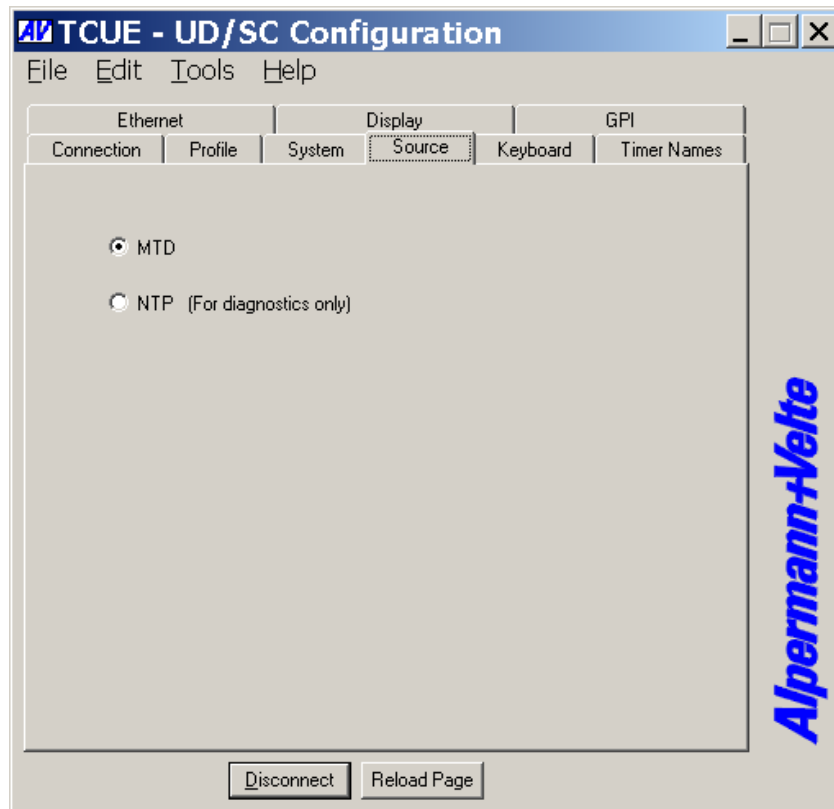 AV TCUE - UD/SC Configuration
File Edit Tools Help
Ethernet Display GPI
Connection Profile System Source Keyboard Timer Names
MTD
NTP (For diagnostics only)
Alpermann+Velte
Disconnect Reload Page